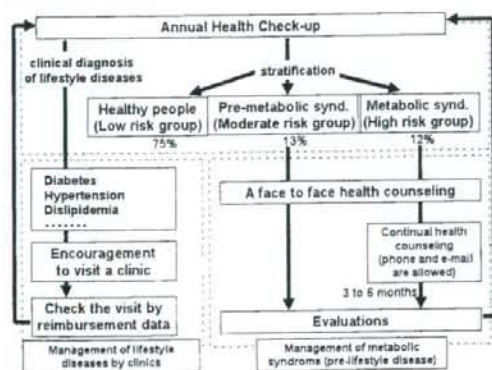 Annual Health Check-up
clinical diagnosis
of lifestyle diseases
stratification
Healthy people
(Low risk group)
Pre-metabolic synd.
(Moderate risk group)
Metabolic synd.
(High risk group)
75%
13%
12%
Diabetes
Hypertension
Dislipidemia
........
A face to face health counseling
Encouragement
to visit a clinic
Continual health
counseling
(phone and e-mail
are allowed)
3 to 6 months
Check the visit by
reimbursement data
Evaluations
Management of lifestyle
diseases by clinics
Management of metabolic
syndrome (pre-lifestyle disease)